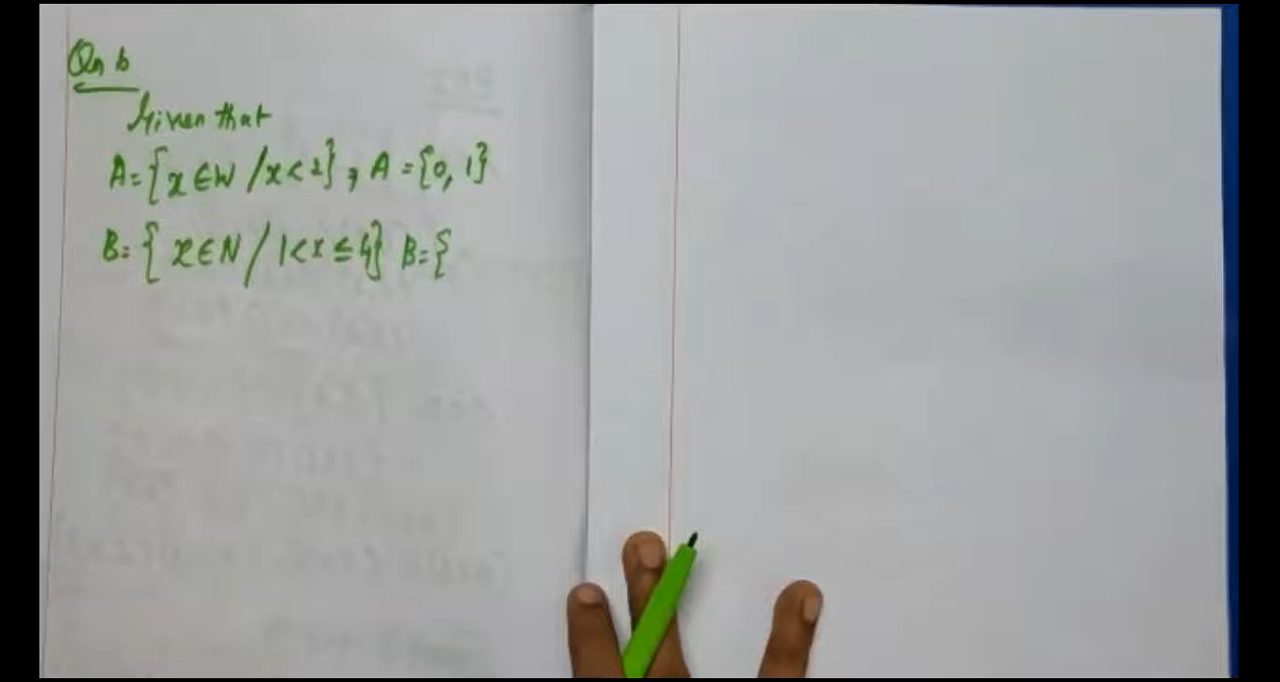 Qn 6
Given that
A={x∈W/x<2}, A={0,1}
B={x∈N/1<x≤4} B={